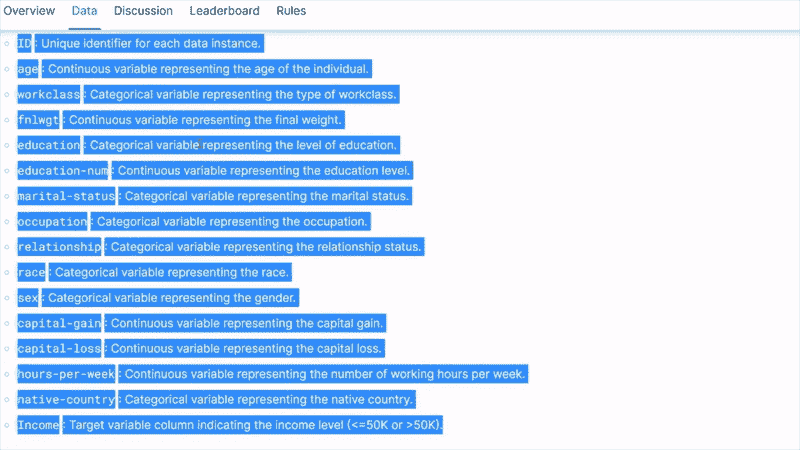 Overview Data Discussion Leaderboard Rules
ID : Unique identifier for each data instance.
age : Continuous variable representing the age of the individual.
workclass : Categorical variable representing the type of workclass.
fnlwgt : Continuous variable representing the final weight.
education : Categorical variable representing the level of education.
education-num : Continuous variable representing the education level.
marital-status : Categorical variable representing the marital status.
occupation : Categorical variable representing the occupation.
relationship : Categorical variable representing the relationship status.
race : Categorical variable representing the race.
sex : Categorical variable representing the gender.
capital-gain : Continuous variable representing the capital gain.
capital-loss : Continuous variable representing the capital loss.
hours-per-week : Continuous variable representing the number of working hours per week.
native-country : Categorical variable representing the native country.
Income : Target variable column indicating the income level (<=50K or >50K).